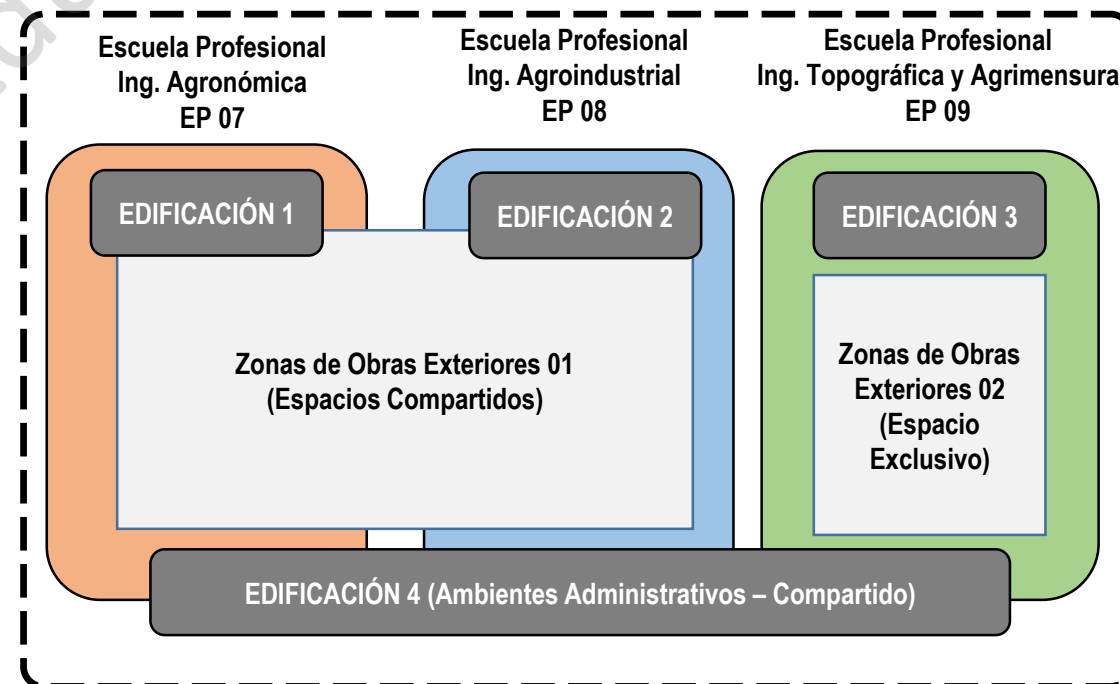 Escuela Profesional
Ing. Agronómica
EP 07
Escuela Profesional
Ing. Agroindustrial
EP 08
Escuela Profesional
Ing. Topográfica y Agrimensura
EP 09
EDIFICACIÓN 1
EDIFICACIÓN 2
EDIFICACIÓN 3
Zonas de Obras Exteriores 01
(Espacios Compartidos)
Zonas de Obras
Exteriores 02
(Espacio
Exclusivo)
EDIFICACIÓN 4 (Ambientes Administrativos – Compartido)